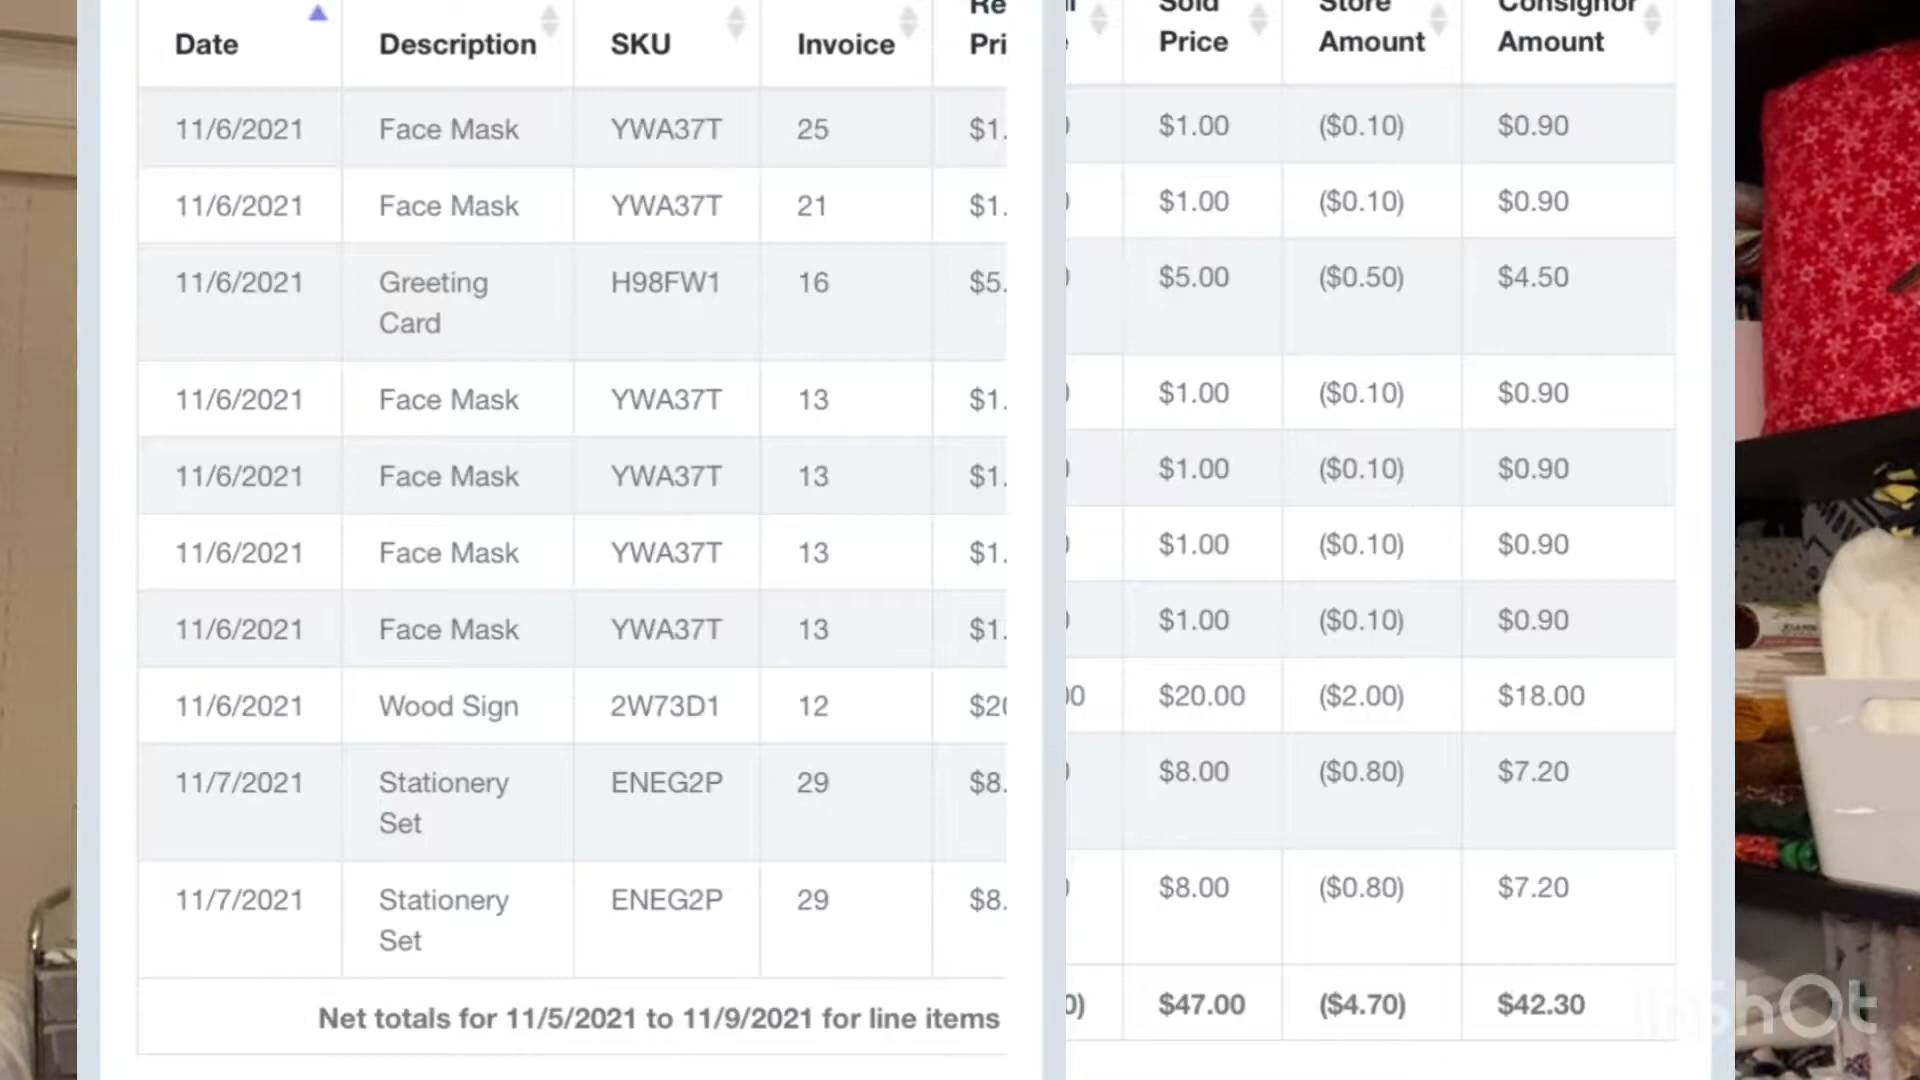 Date Description SKU Invoice Re Pri Sold Price Store Amount Consignor Amount
11/6/2021 Face Mask YWA37T 25 $1. $1.00 ($0.10) $0.90
11/6/2021 Face Mask YWA37T 21 $1. $1.00 ($0.10) $0.90
11/6/2021 Greeting Card H98FW1 16 $5. $5.00 ($0.50) $4.50
11/6/2021 Face Mask YWA37T 13 $1. $1.00 ($0.10) $0.90
11/6/2021 Face Mask YWA37T 13 $1. $1.00 ($0.10) $0.90
11/6/2021 Face Mask YWA37T 13 $1. $1.00 ($0.10) $0.90
11/6/2021 Face Mask YWA37T 13 $1. $1.00 ($0.10) $0.90
11/6/2021 Wood Sign 2W73D1 12 $20 00 $20.00 ($2.00) $18.00
11/7/2021 Stationery Set ENEG2P 29 $8. $8.00 ($0.80) $7.20
11/7/2021 Stationery Set ENEG2P 29 $8. $8.00 ($0.80) $7.20
Net totals for 11/5/2021 to 11/9/2021 for line items 0) $47.00 ($4.70) $42.30
InShOt